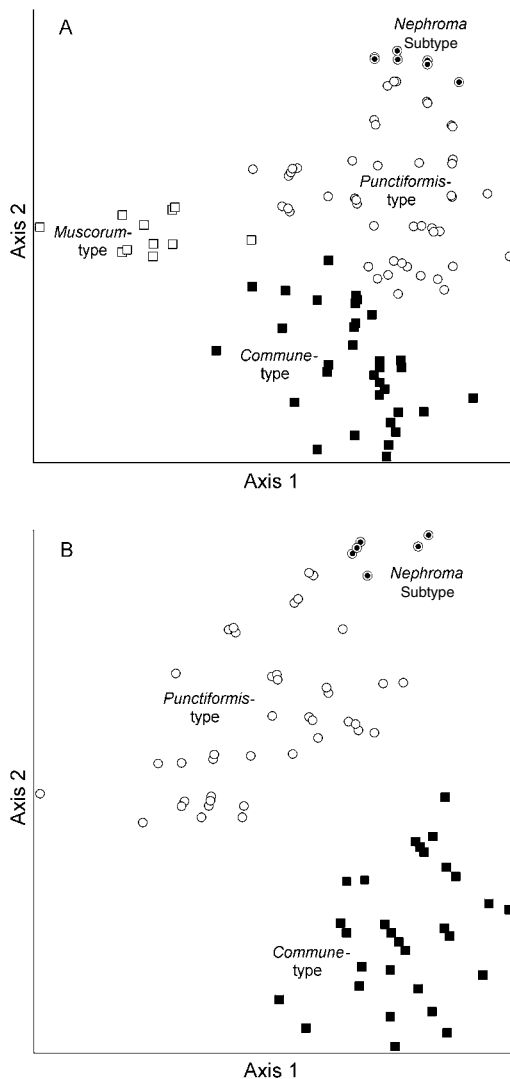 A
Nephroma
Subtype
Punctiformis-
type
Muscorum-
type
Commune-
type
Axis 2
Axis 1
B
Nephroma
Subtype
Punctiformis-
type
Commune-
type
Axis 2
Axis 1